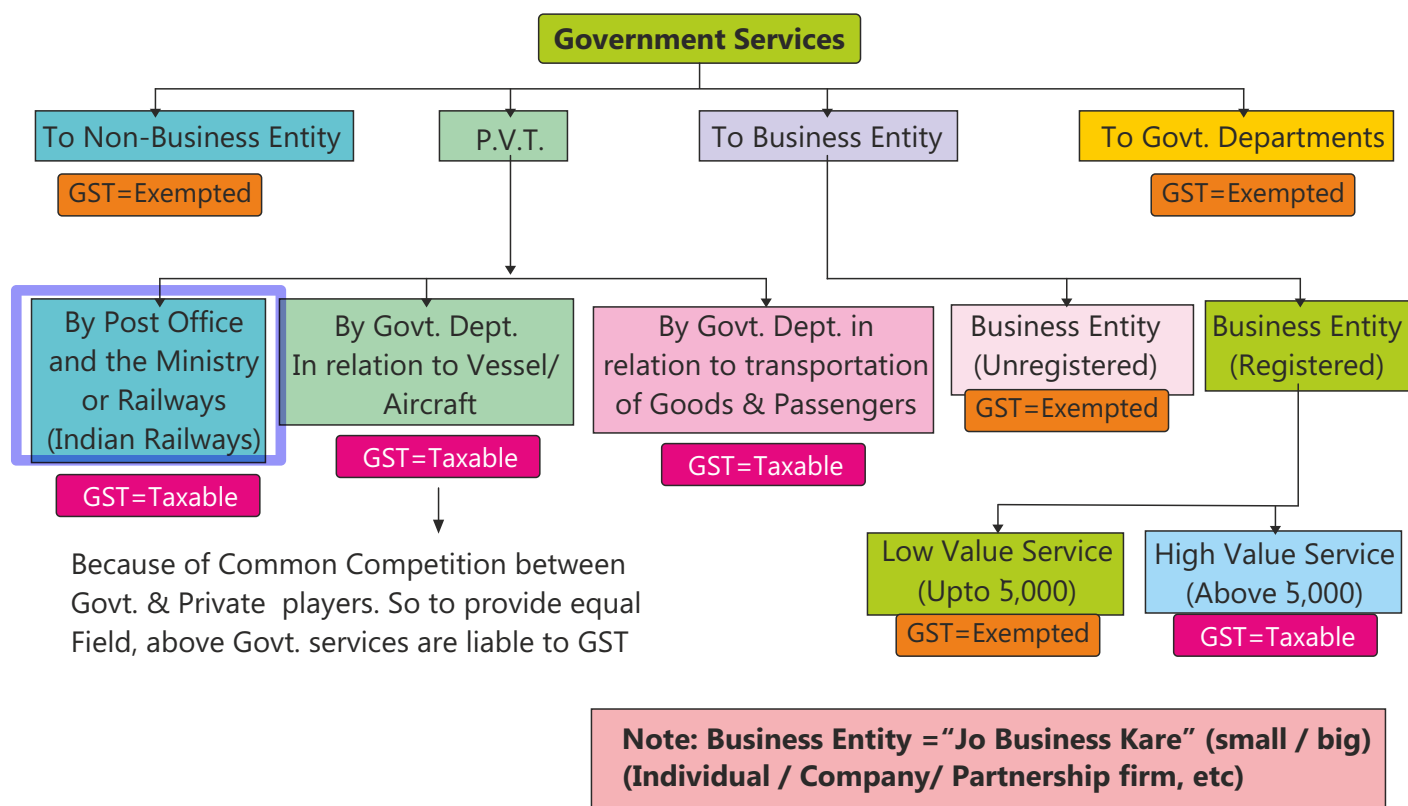 Government Services
To Non-Business Entity
GST=Exempted
P.V.T.
To Business Entity
To Govt. Departments
GST=Exempted
By Post Office
and the Ministry
or Railways
(Indian Railways)
GST=Taxable
By Govt. Dept.
In relation to Vessel/
Aircraft
GST=Taxable
By Govt. Dept. in
relation to transportation
of Goods & Passengers
GST=Taxable
Business Entity
(Unregistered)
GST=Exempted
Business Entity
(Registered)
Because of Common Competition between
Govt. & Private players. So to provide equal
Field, above Govt. services are liable to GST
Low Value Service
(Upto 5,000)
GST=Exempted
High Value Service
(Above 5,000)
GST=Taxable
Note: Business Entity =“Jo Business Kare” (small / big)
(Individual / Company/ Partnership firm, etc)